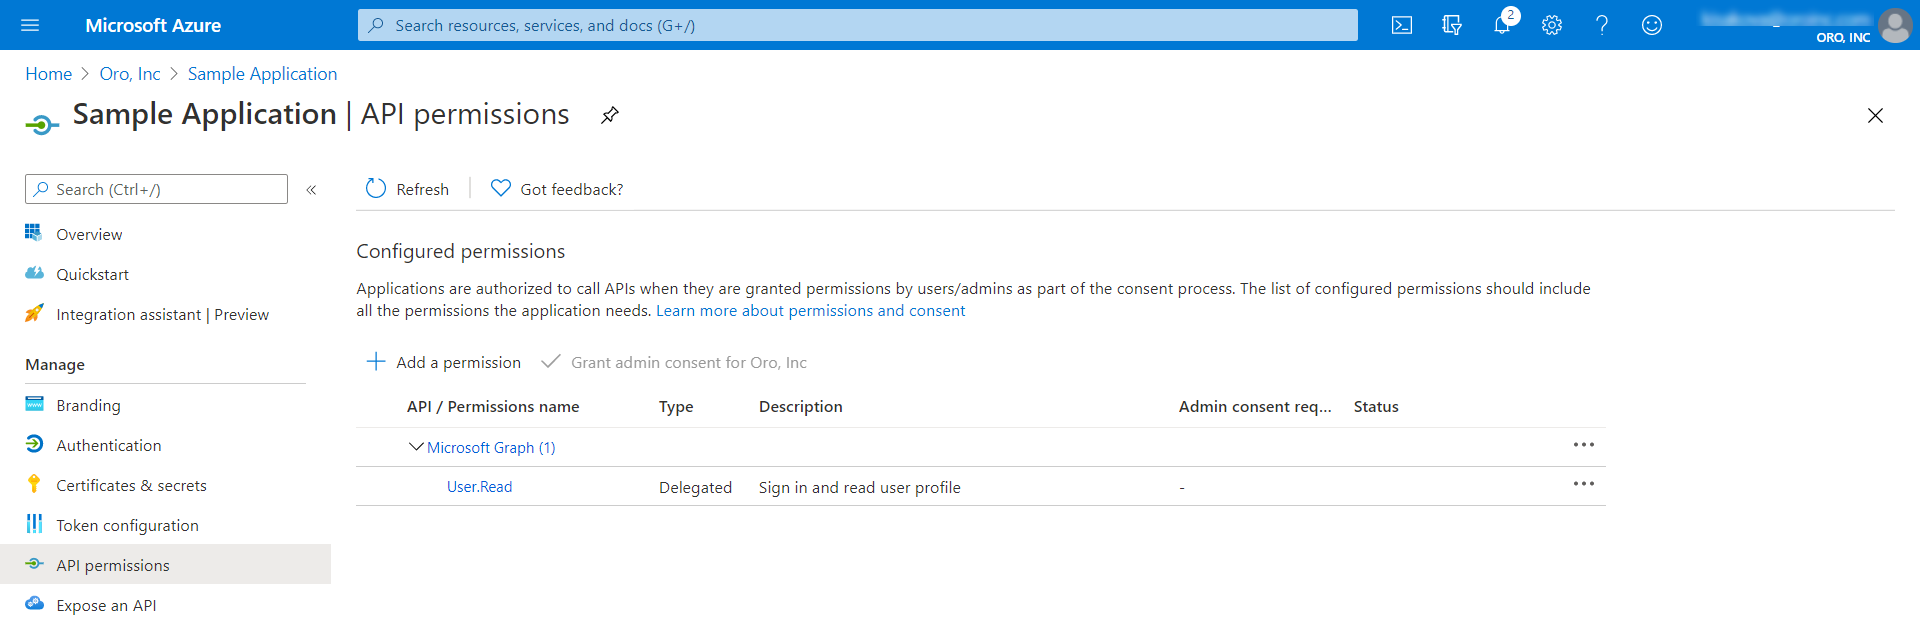 Microsoft Azure
Search resources, services, and docs (G+/)
2
ORO, INC
Home > Oro, Inc > Sample Application
Sample Application | API permissions
Search (Ctrl+/)
«
Refresh
Got feedback?
Overview
Quickstart
Integration assistant | Preview
Manage
Branding
Authentication
Certificates & secrets
Token configuration
API permissions
Expose an API
Configured permissions
Applications are authorized to call APIs when they are granted permissions by users/admins as part of the consent process. The list of configured permissions should include
all the permissions the application needs. Learn more about permissions and consent
Add a permission
Grant admin consent for Oro, Inc
API / Permissions name Type Description Admin consent req... Status
Microsoft Graph (1)
User.Read Delegated Sign in and read user profile -